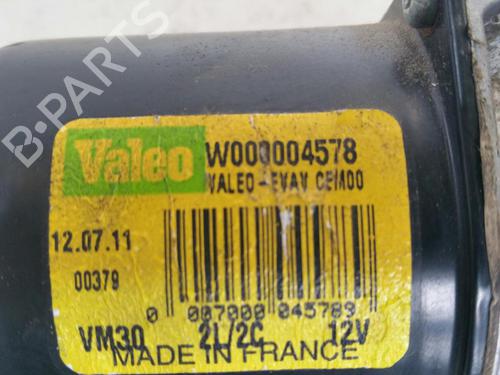 Valeo W000004578
VALEO-EVAV CEM00
12.07.11
00379
0 007000 045789
VM30 2L/2C 12V
MADE IN FRANCE
B-PARTS